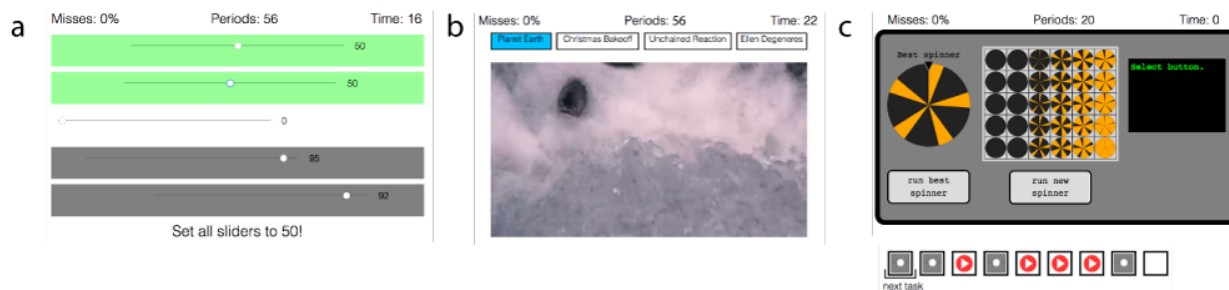 a
Misses: 0% Periods: 56 Time: 16
50
50
0
95
92
Set all sliders to 50!
b
Misses: 0% Periods: 56 Time: 22
Planet Earth Christmas Bakeoff Unchained Reaction Ellen Degeneres
c
Misses: 0% Periods: 20 Time: 0
Best spinner
Select button.
run best
spinner
run new
spinner
next task